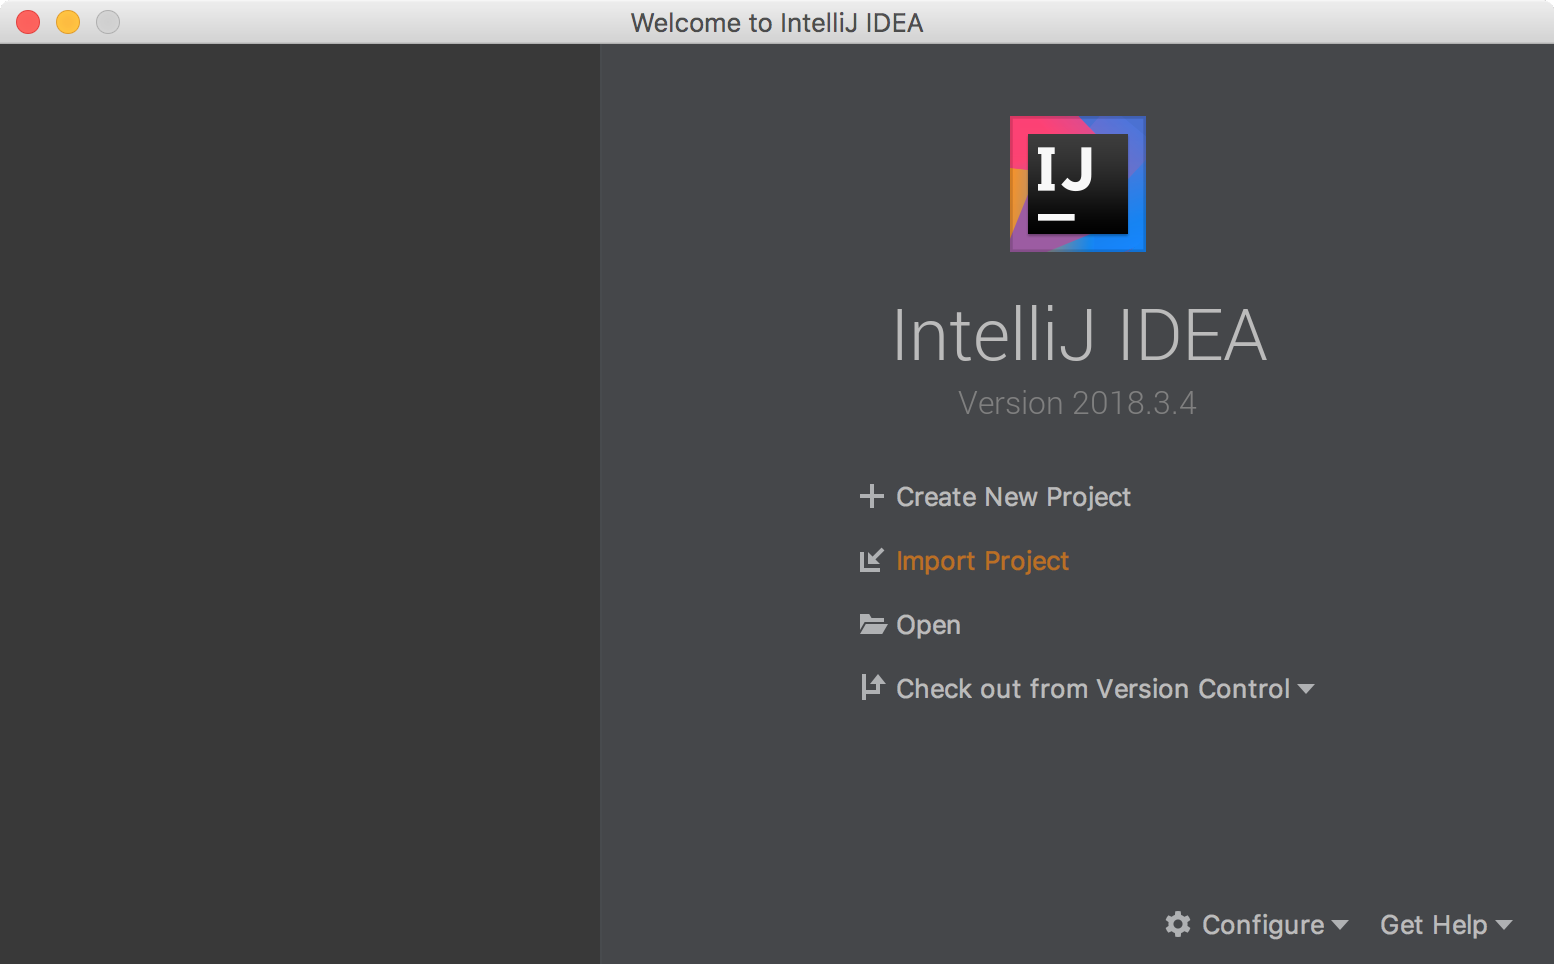 Welcome to IntelliJ IDEA
IJ
IntelliJ IDEA
Version 2018.3.4
Create New Project
Import Project
Open
Check out from Version Control
Configure
Get Help